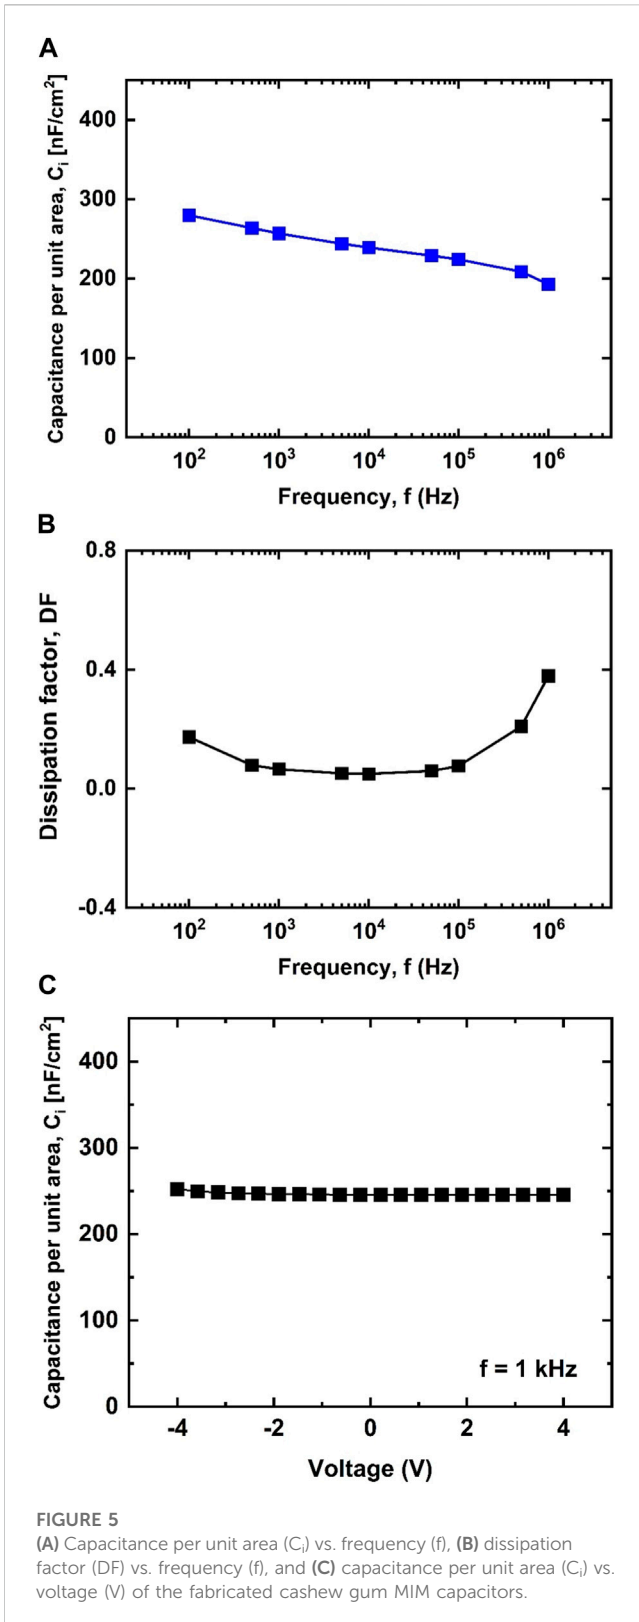 A
Capacitance per unit area, Cᵢ [nF/cm²]
400
300
200
100
0
10² 10³ 10⁴ 10⁵ 10⁶
Frequency, f (Hz)
B
Dissipation factor, DF
0.8
0.4
0.0
-0.4
10² 10³ 10⁴ 10⁵ 10⁶
Frequency, f (Hz)
C
Capacitance per unit area, Cᵢ [nF/cm²]
400
300
200
100
0
f = 1 kHz
-4 -2 0 2 4
Voltage (V)
FIGURE 5
(A) Capacitance per unit area (Cᵢ) vs. frequency (f), (B) dissipation
factor (DF) vs. frequency (f), and (C) capacitance per unit area (Cᵢ) vs.
voltage (V) of the fabricated cashew gum MIM capacitors.